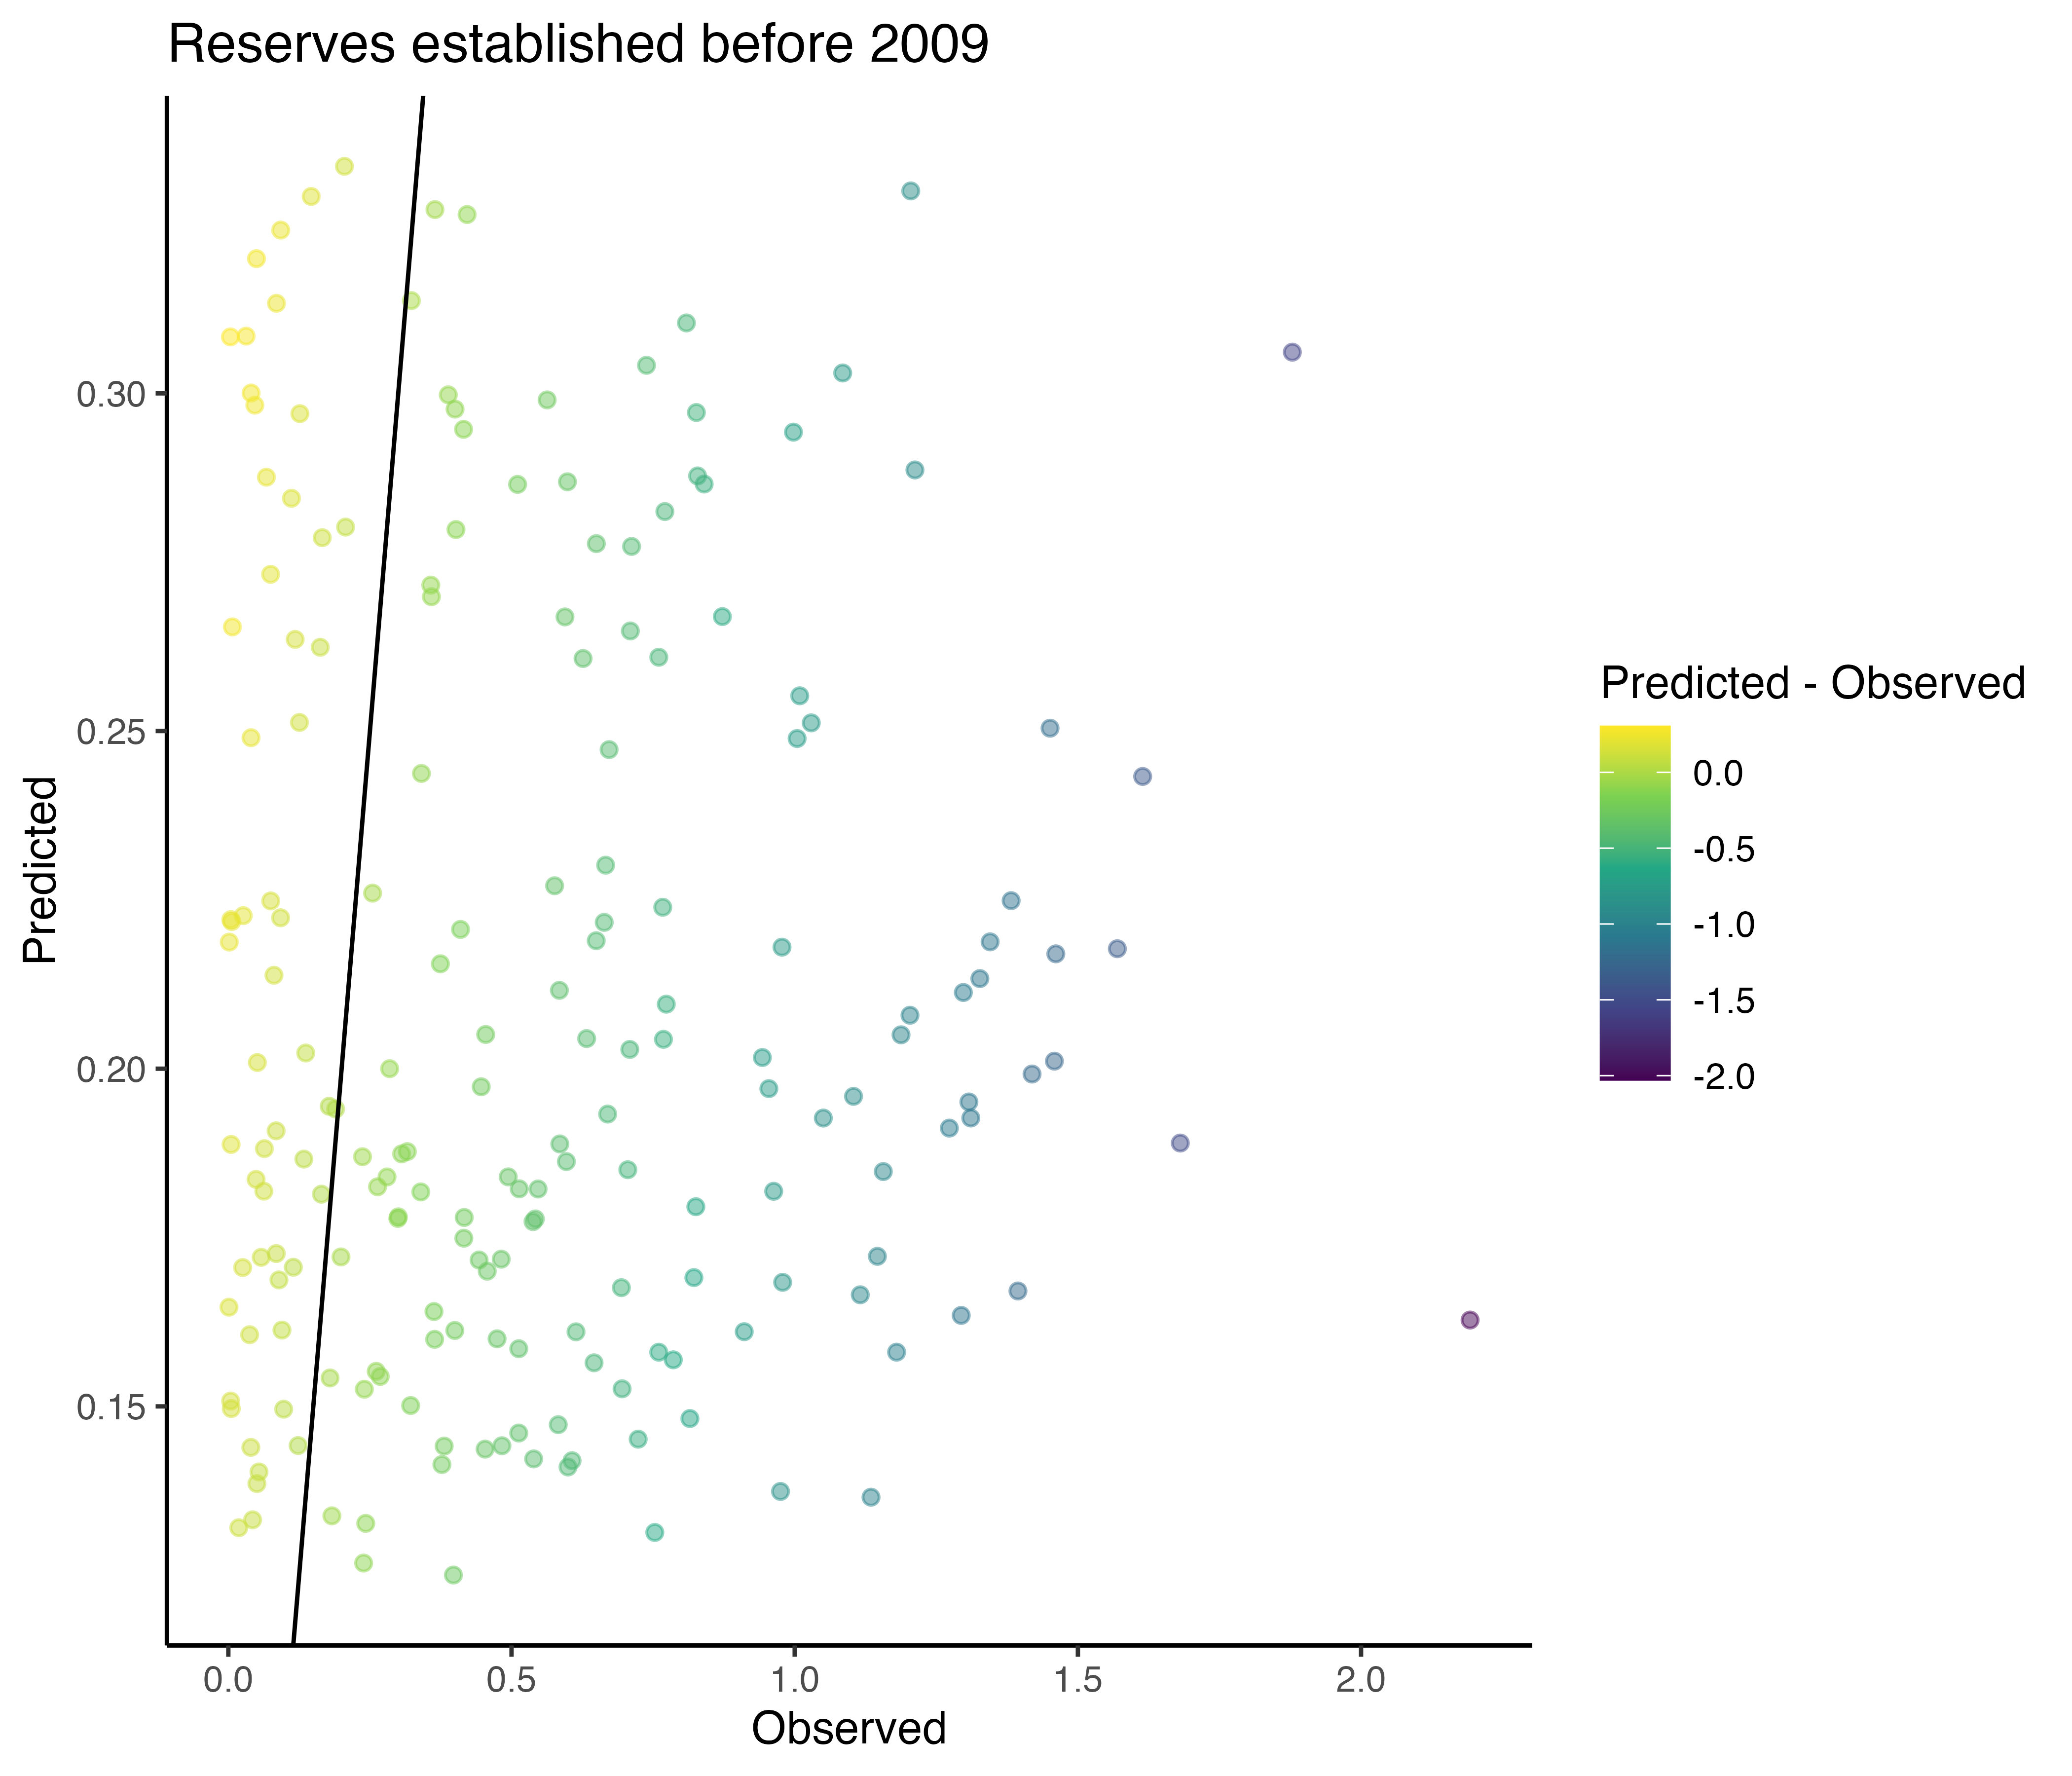 Reserves established before 2009
Predicted
0.30
0.25
0.20
0.15
0.0 0.5 1.0 1.5 2.0
Observed
Predicted - Observed
0.0
-0.5
-1.0
-1.5
-2.0